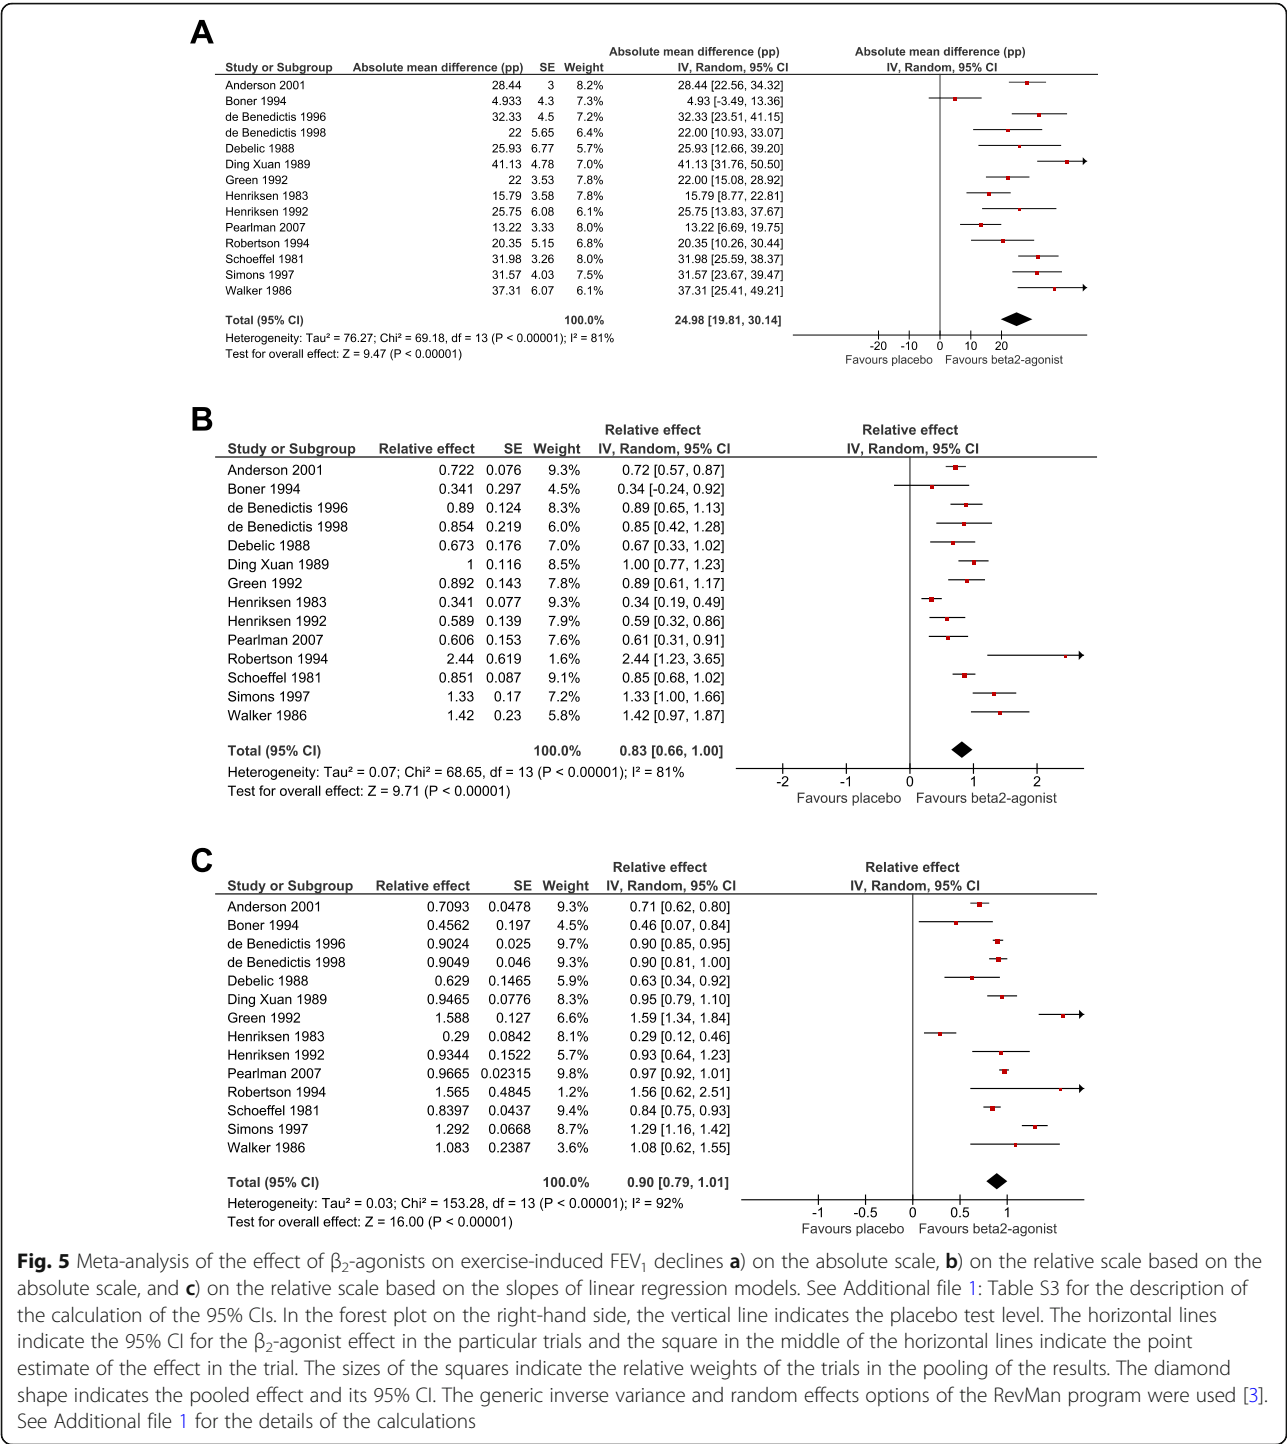 A
Absolute mean difference (pp) Absolute mean difference (pp)
Study or Subgroup Absolute mean difference (pp) SE Weight IV, Random, 95% CI IV, Random, 95% CI
Anderson 2001 28.44 3 8.2% 28.44 [22.56, 34.32]
Boner 1994 4.933 4.3 7.3% 4.93 [-3.49, 13.36]
de Benedictis 1996 32.33 4.5 7.2% 32.33 [23.51, 41.15]
de Benedictis 1998 22 5.65 6.4% 22.00 [10.93, 33.07]
Debelic 1988 25.93 6.77 5.7% 25.93 [12.66, 39.20]
Ding Xuan 1989 41.13 4.78 7.0% 41.13 [31.76, 50.50]
Green 1992 22 3.53 7.8% 22.00 [15.08, 28.92]
Henriksen 1983 15.79 3.58 7.8% 15.79 [8.77, 22.81]
Henriksen 1992 25.75 6.08 6.1% 25.75 [13.83, 37.67]
Pearlman 2007 13.22 3.33 8.0% 13.22 [6.69, 19.75]
Robertson 1994 20.35 5.15 6.8% 20.35 [10.26, 30.44]
Schoeffel 1981 31.98 3.26 8.0% 31.98 [25.59, 38.37]
Simons 1997 31.57 4.03 7.5% 31.57 [23.67, 39.47]
Walker 1986 37.31 6.07 6.1% 37.31 [25.41, 49.21]
Total (95% CI) 100.0% 24.98 [19.81, 30.14]
Heterogeneity: Tau² = 76.27; Chi² = 69.18, df = 13 (P < 0.00001); I² = 81%
Test for overall effect: Z = 9.47 (P < 0.00001)
-20 -10 0 10 20
Favours placebo Favours beta2-agonist
B
Relative effect Relative effect
Study or Subgroup Relative effect SE Weight IV, Random, 95% CI IV, Random, 95% CI
Anderson 2001 0.722 0.076 9.3% 0.72 [0.57, 0.87]
Boner 1994 0.341 0.297 4.5% 0.34 [-0.24, 0.92]
de Benedictis 1996 0.89 0.124 8.3% 0.89 [0.65, 1.13]
de Benedictis 1998 0.854 0.219 6.0% 0.85 [0.42, 1.28]
Debelic 1988 0.673 0.176 7.0% 0.67 [0.33, 1.02]
Ding Xuan 1989 1 0.116 8.5% 1.00 [0.77, 1.23]
Green 1992 0.892 0.143 7.8% 0.89 [0.61, 1.17]
Henriksen 1983 0.341 0.077 9.3% 0.34 [0.19, 0.49]
Henriksen 1992 0.589 0.139 7.9% 0.59 [0.32, 0.86]
Pearlman 2007 0.606 0.153 7.6% 0.61 [0.31, 0.91]
Robertson 1994 2.44 0.619 1.6% 2.44 [1.23, 3.65]
Schoeffel 1981 0.851 0.087 9.1% 0.85 [0.68, 1.02]
Simons 1997 1.33 0.17 7.2% 1.33 [1.00, 1.66]
Walker 1986 1.42 0.23 5.8% 1.42 [0.97, 1.87]
Total (95% CI) 100.0% 0.83 [0.66, 1.00]
Heterogeneity: Tau² = 0.07; Chi² = 68.65, df = 13 (P < 0.00001); I² = 81%
Test for overall effect: Z = 9.71 (P < 0.00001)
-2 -1 0 1 2
Favours placebo Favours beta2-agonist
C
Relative effect Relative effect
Study or Subgroup Relative effect SE Weight IV, Random, 95% CI IV, Random, 95% CI
Anderson 2001 0.7093 0.0478 9.3% 0.71 [0.62, 0.80]
Boner 1994 0.4562 0.197 4.5% 0.46 [0.07, 0.84]
de Benedictis 1996 0.9024 0.025 9.7% 0.90 [0.85, 0.95]
de Benedictis 1998 0.9049 0.046 9.3% 0.90 [0.81, 1.00]
Debelic 1988 0.629 0.1465 5.9% 0.63 [0.34, 0.92]
Ding Xuan 1989 0.9465 0.0776 8.3% 0.95 [0.79, 1.10]
Green 1992 1.588 0.127 6.6% 1.59 [1.34, 1.84]
Henriksen 1983 0.29 0.0842 8.1% 0.29 [0.12, 0.46]
Henriksen 1992 0.9344 0.1522 5.7% 0.93 [0.64, 1.23]
Pearlman 2007 0.9665 0.02315 9.8% 0.97 [0.92, 1.01]
Robertson 1994 1.565 0.4845 1.2% 1.56 [0.62, 2.51]
Schoeffel 1981 0.8397 0.0437 9.4% 0.84 [0.75, 0.93]
Simons 1997 1.292 0.0668 8.7% 1.29 [1.16, 1.42]
Walker 1986 1.083 0.2387 3.6% 1.08 [0.62, 1.55]
Total (95% CI) 100.0% 0.90 [0.79, 1.01]
Heterogeneity: Tau² = 0.03; Chi² = 153.28, df = 13 (P < 0.00001); I² = 92%
Test for overall effect: Z = 16.00 (P < 0.00001)
-1 -0.5 0 0.5 1
Favours placebo Favours beta2-agonist
Fig. 5 Meta-analysis of the effect of β₂-agonists on exercise-induced FEV₁ declines a) on the absolute scale, b) on the relative scale based on the
absolute scale, and c) on the relative scale based on the slopes of linear regression models. See Additional file 1: Table S3 for the description of
the calculation of the 95% CIs. In the forest plot on the right-hand side, the vertical line indicates the placebo test level. The horizontal lines
indicate the 95% CI for the β₂-agonist effect in the particular trials and the square in the middle of the horizontal lines indicate the point
estimate of the effect in the trial. The sizes of the squares indicate the relative weights of the trials in the pooling of the results. The diamond
shape indicates the pooled effect and its 95% CI. The generic inverse variance and random effects options of the RevMan program were used [3].
See Additional file 1 for the details of the calculations